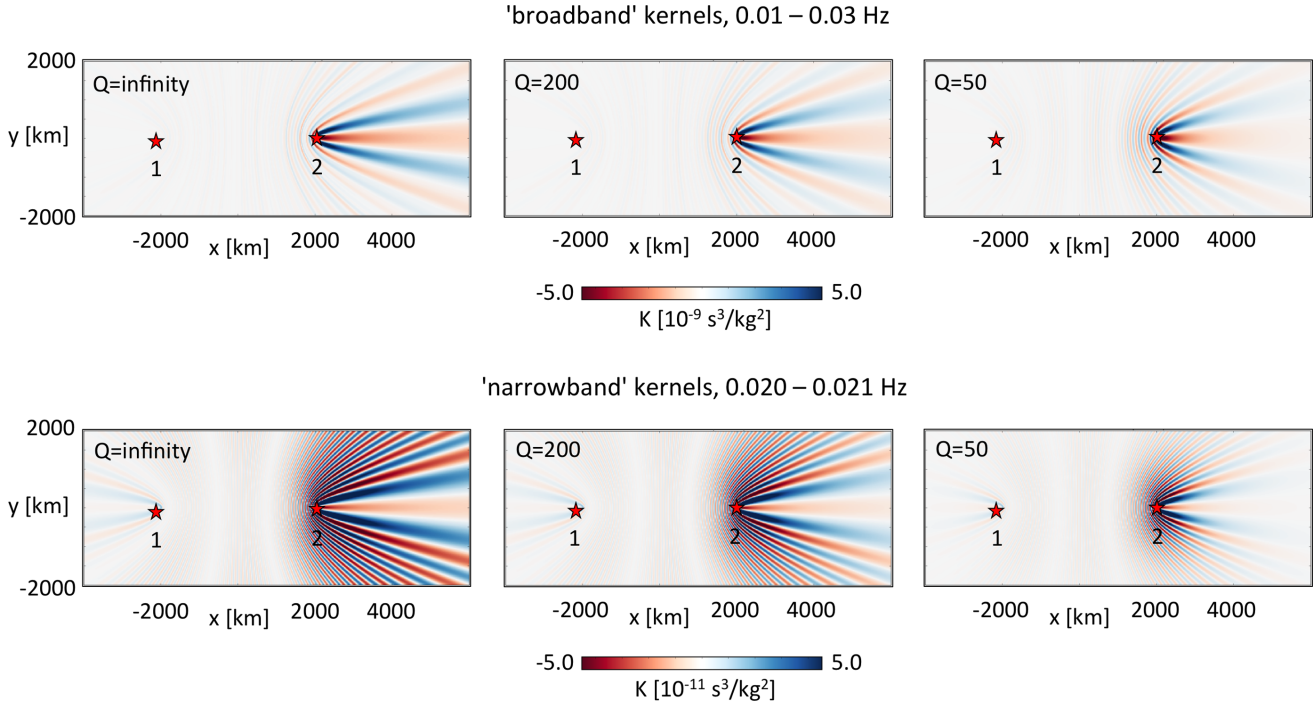 'broadband' kernels, 0.01 – 0.03 Hz
2000
Q=infinity
Q=200
Q=50
y [km]
1
2
1
2
1
2
-2000
-2000 x [km] 2000 4000
-2000 x [km] 2000 4000
-2000 x [km] 2000 4000
-5.0 5.0
K [10⁻⁹ s³/kg²]
'narrowband' kernels, 0.020 – 0.021 Hz
2000
Q=infinity
Q=200
Q=50
y [km]
1
2
1
2
1
2
-2000
-2000 x [km] 2000 4000
-2000 x [km] 2000 4000
-2000 x [km] 2000 4000
-5.0 5.0
K [10⁻¹¹ s³/kg²]